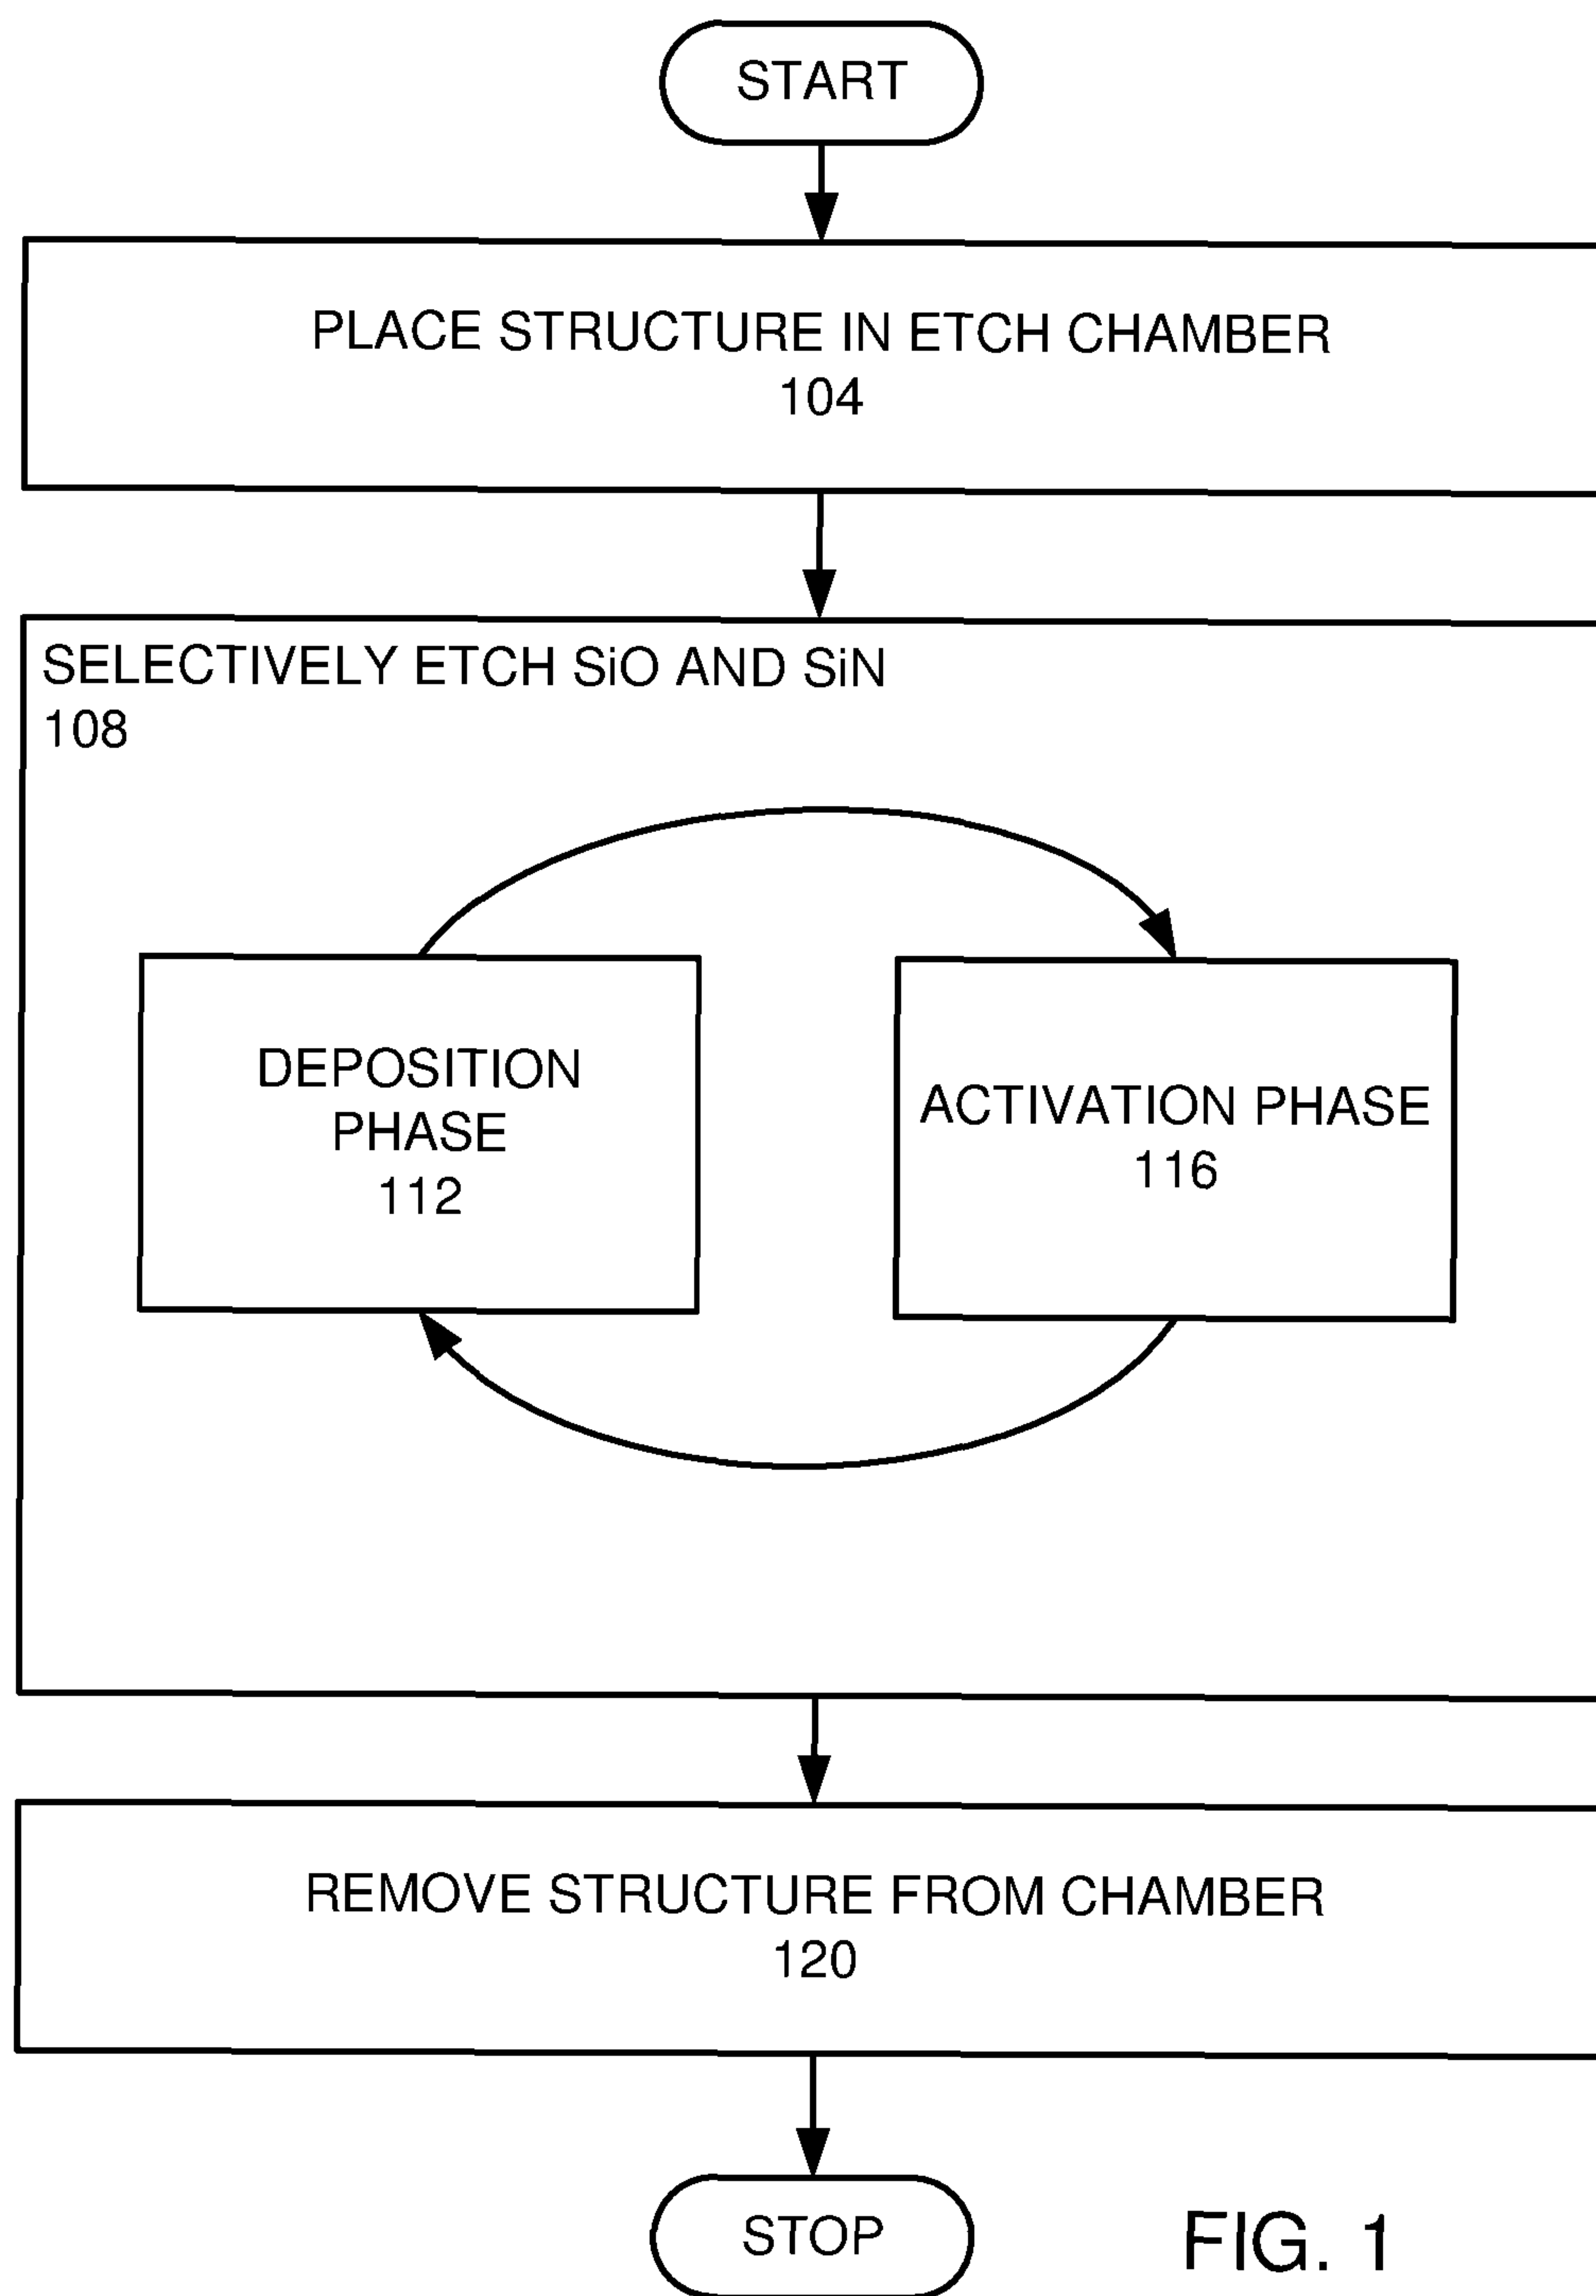 START
PLACE STRUCTURE IN ETCH CHAMBER
104
SELECTIVELY ETCH SiO AND SiN
108
DEPOSITION
PHASE
112
ACTIVATION PHASE
116
REMOVE STRUCTURE FROM CHAMBER
120
STOP
FIG. 1